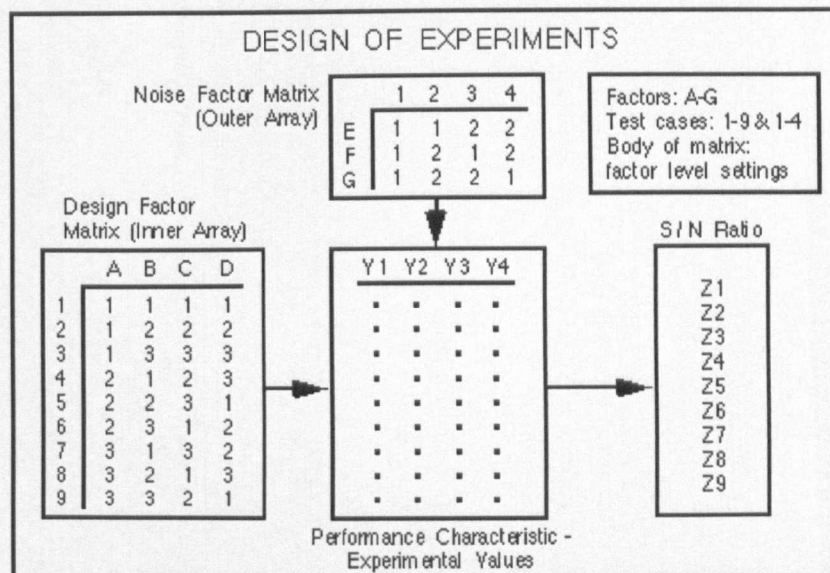 DESIGN OF EXPERIMENTS
Noise Factor Matrix
(Outer Array)
1 2 3 4
E 1 1 2 2
F 1 2 1 2
G 1 2 2 1
Factors: A-G
Test cases: 1-9 & 1-4
Body of matrix:
factor level settings
Design Factor
Matrix (Inner Array)
A B C D
1 1 1 1 1
2 1 2 2 2
3 1 3 3 3
4 2 1 2 3
5 2 2 3 1
6 2 3 1 2
7 3 1 3 2
8 3 2 1 3
9 3 3 2 1
Y1 Y2 Y3 Y4
Performance Characteristic -
Experimental Values
S/N Ratio
Z1
Z2
Z3
Z4
Z5
Z6
Z7
Z8
Z9